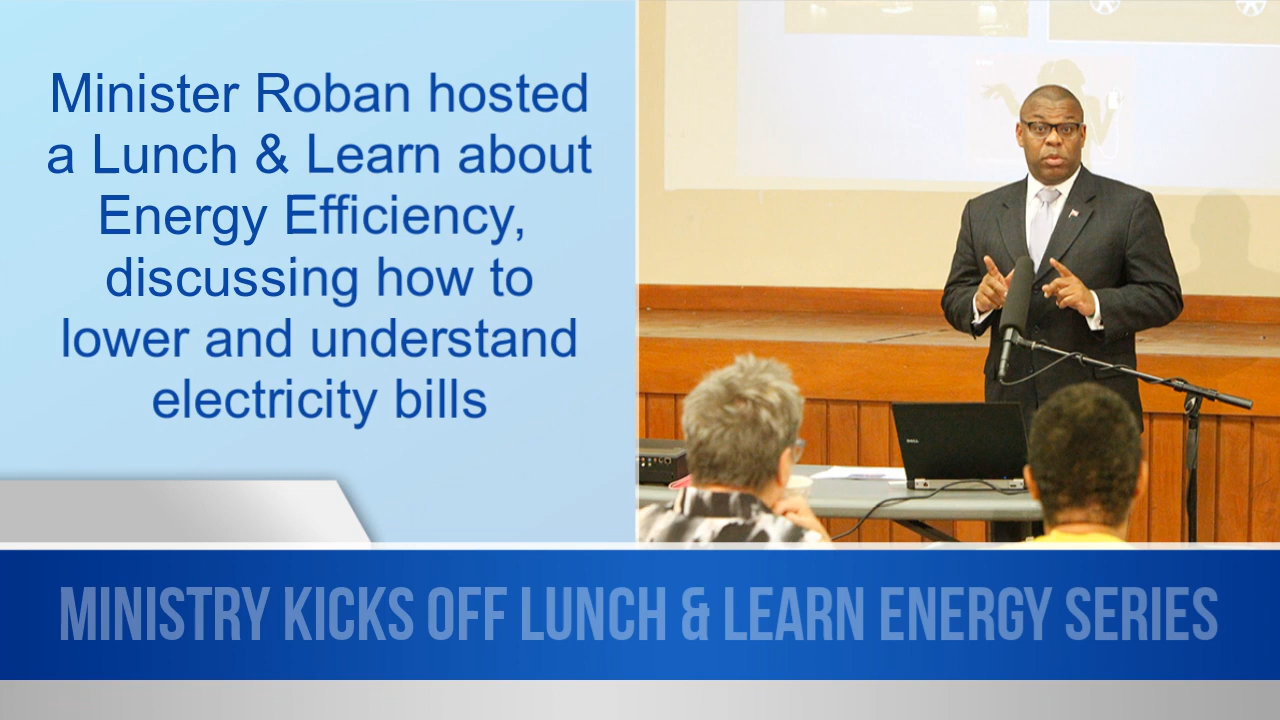 Minister Roban hosted
a Lunch & Learn about
Energy Efficiency,
discussing how to
lower and understand
electricity bills
DELL
MINISTRY KICKS OFF LUNCH & LEARN ENERGY SERIES